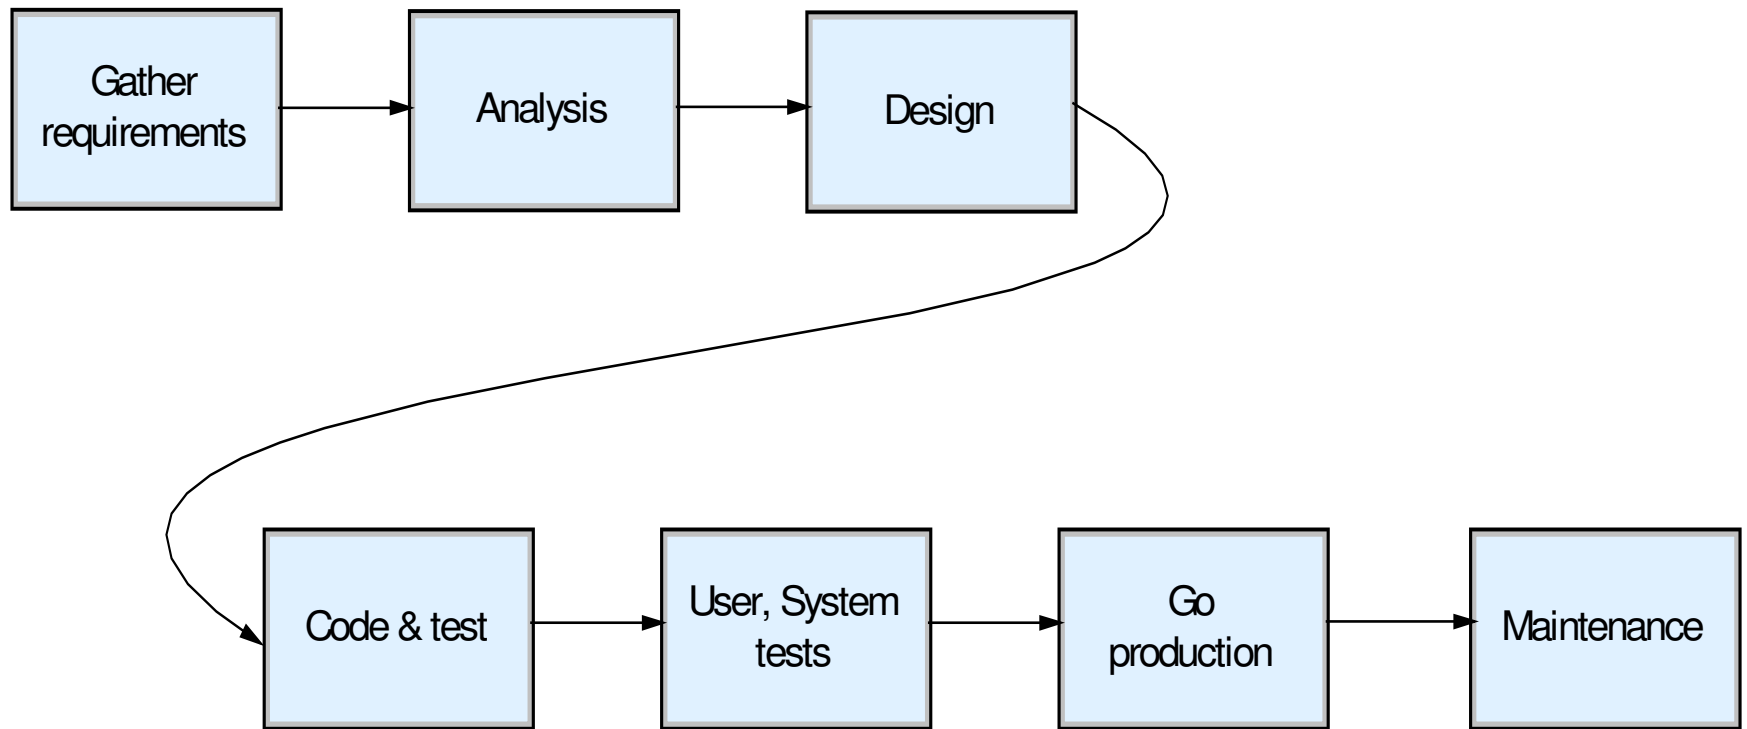 Gather
requirements
Analysis
Design
Code & test
User, System
tests
Go
production
Maintenance